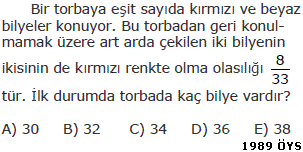 Bir torbaya eşit sayıda kırmızı ve beyaz
bilyeler konuyor. Bu torbadan geri konul-
mamak üzere art arda çekilen iki bilyenin
ikisinin de kırmızı renkte olma olasılığı 8/33
tür. İlk durumda torbada kaç bilye vardır?
A) 30 B) 32 C) 34 D) 36 E) 38
1989 ÖYS